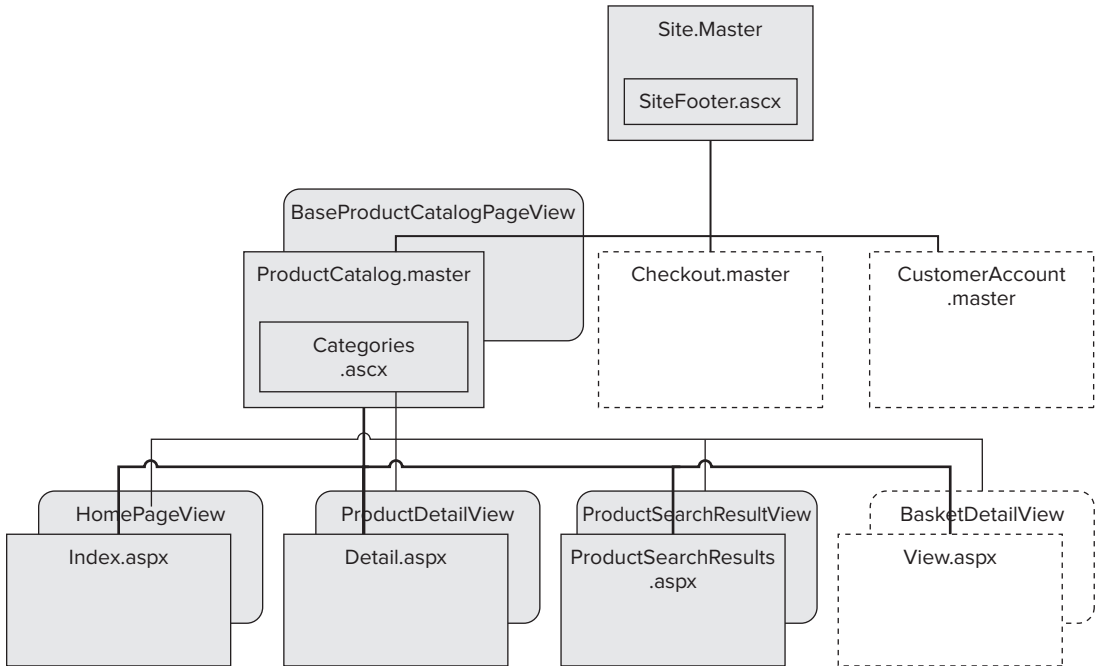 Site.Master
SiteFooter.ascx
BaseProductCatalogPageView
ProductCatalog.master
Categories
.ascx
Checkout.master
CustomerAccount
.master
HomePageView
Index.aspx
ProductDetailView
Detail.aspx
ProductSearchResultView
ProductSearchResults
.aspx
BasketDetailView
View.aspx